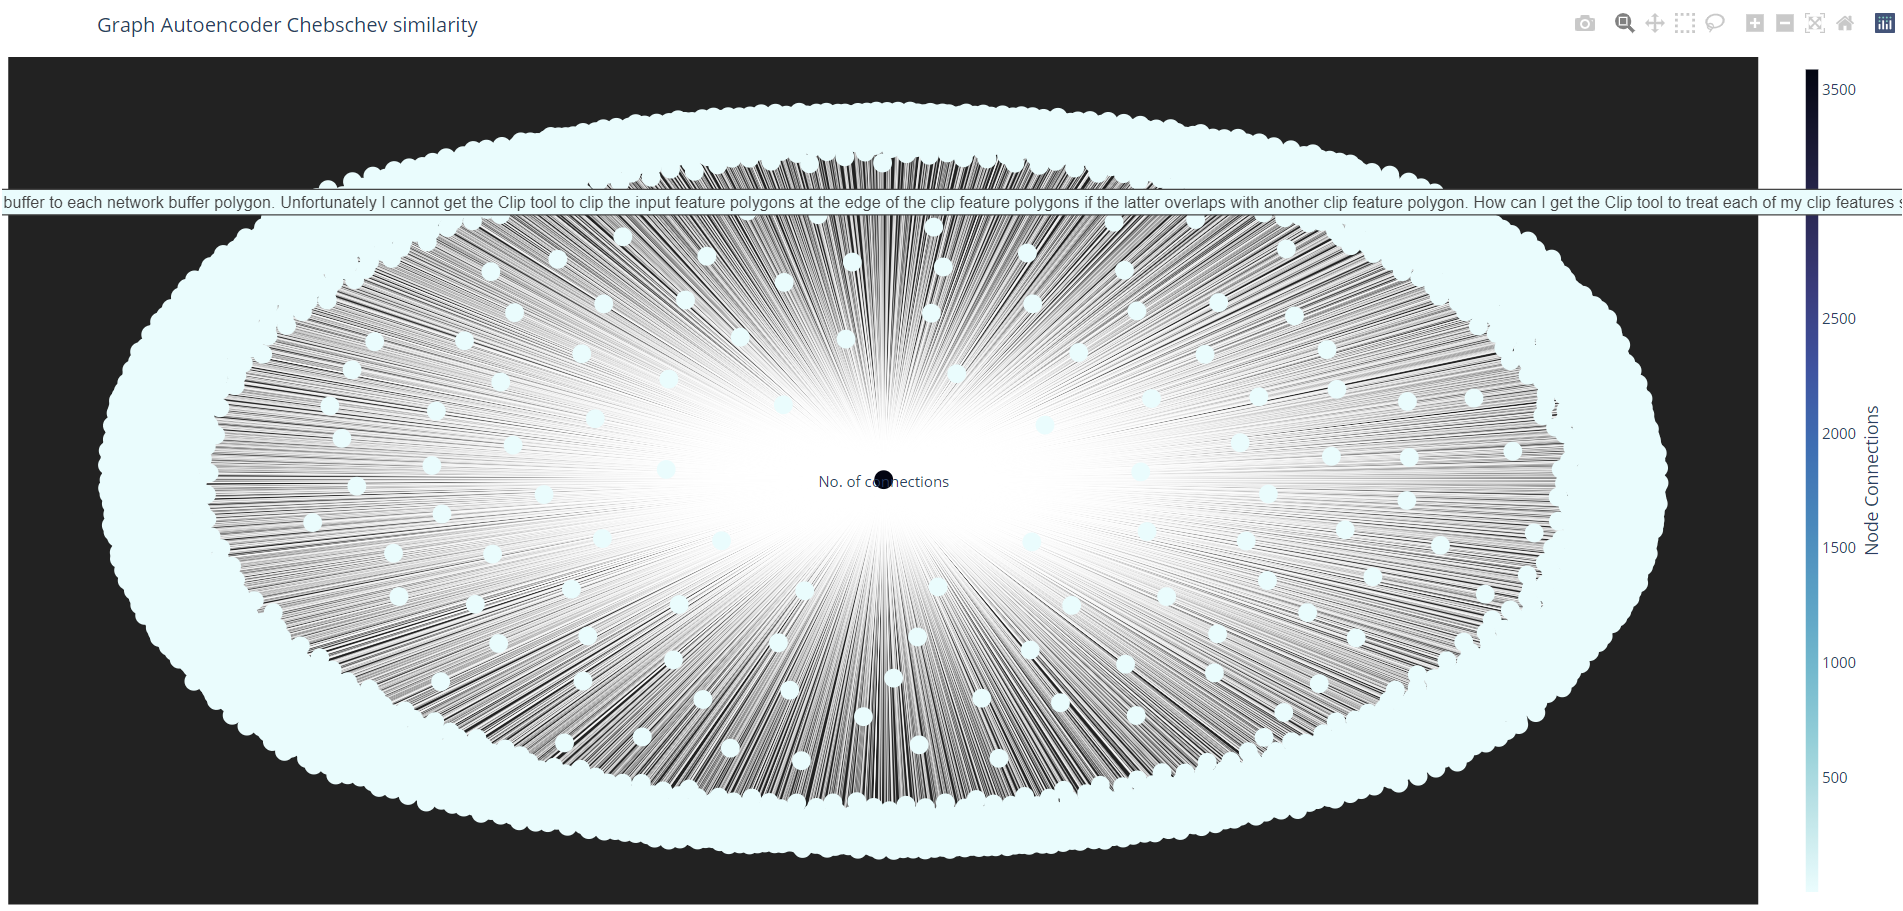 Graph Autoencoder Chebschev similarity
3500
buffer to each network buffer polygon. Unfortunately I cannot get the Clip tool to clip the input feature polygons at the edge of the clip feature polygons if the latter overlaps with another clip feature polygon. How can I get the Clip tool to treat each of my clip features
2500
2000
No. of connections
Node Connections
1500
1000
500